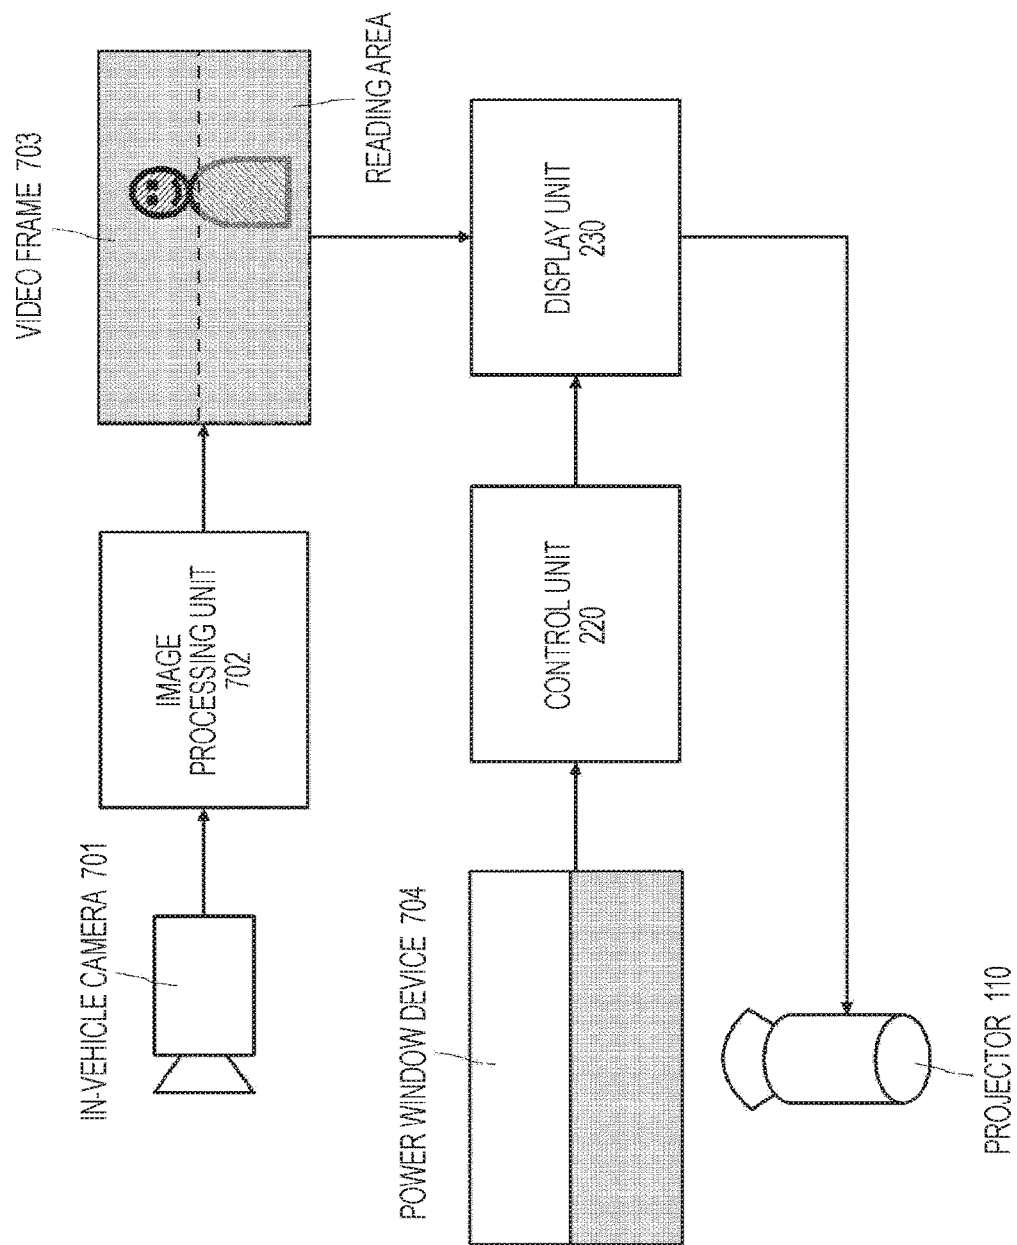 IN-VEHICLE CAMERA 701
IMAGE
PROCESSING UNIT
702
VIDEO FRAME 703
READING AREA
POWER WINDOW DEVICE 704
CONTROL UNIT
220
DISPLAY UNIT
230
PROJECTOR 110